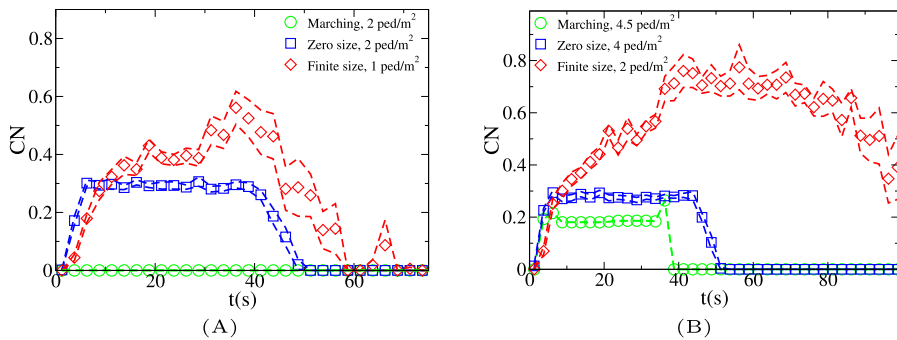 Marching, 2 ped/m²
Zero size, 2 ped/m²
Finite size, 1 ped/m²
0.8
0.6
0.4
0.2
0
CN
0 20 40 60
t(s)
(A)
Marching, 4.5 ped/m²
Zero size, 4 ped/m²
Finite size, 2 ped/m²
0.8
0.6
0.4
0.2
0
CN
0 20 40 60 80
t(s)
(B)